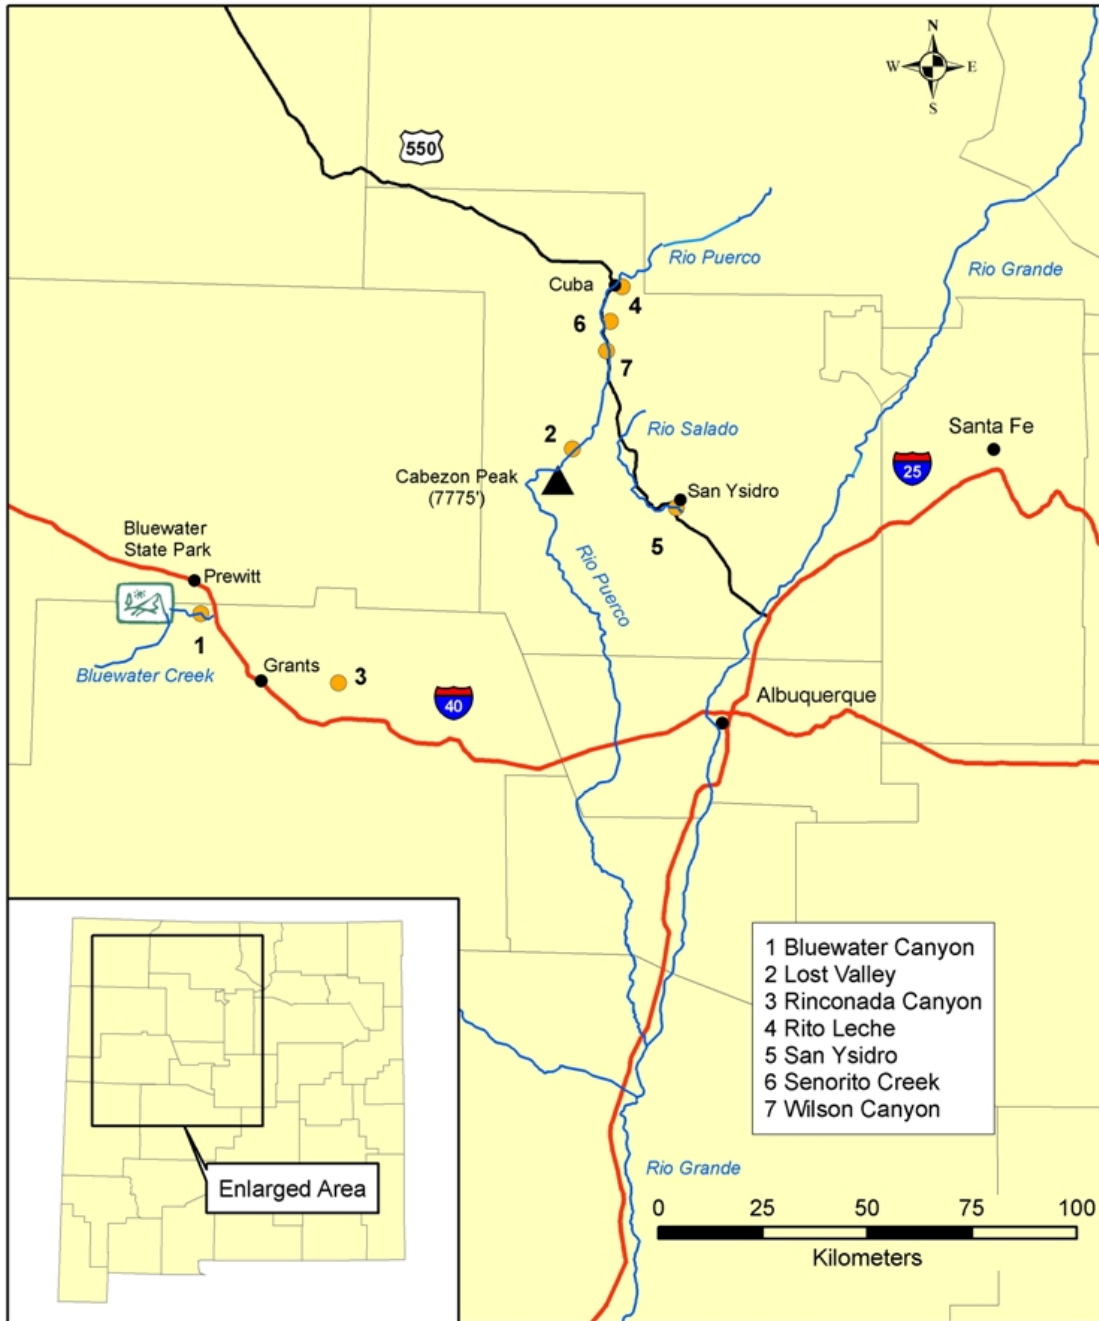 N
W E
S
550
Rio Puerco
Rio Grande
Cuba
4
6
7
2
Rio Salado
Santa Fe
25
Cabezon Peak
(7775')
San Ysidro
5
Bluewater
State Park
Prewitt
Rio Puerco
1
Bluewater Creek
Grants
3
40
Albuquerque
1 Bluewater Canyon
2 Lost Valley
3 Rinconada Canyon
4 Rito Leche
5 San Ysidro
6 Senorito Creek
7 Wilson Canyon
Enlarged Area
Rio Grande
0 25 50 75 100
Kilometers